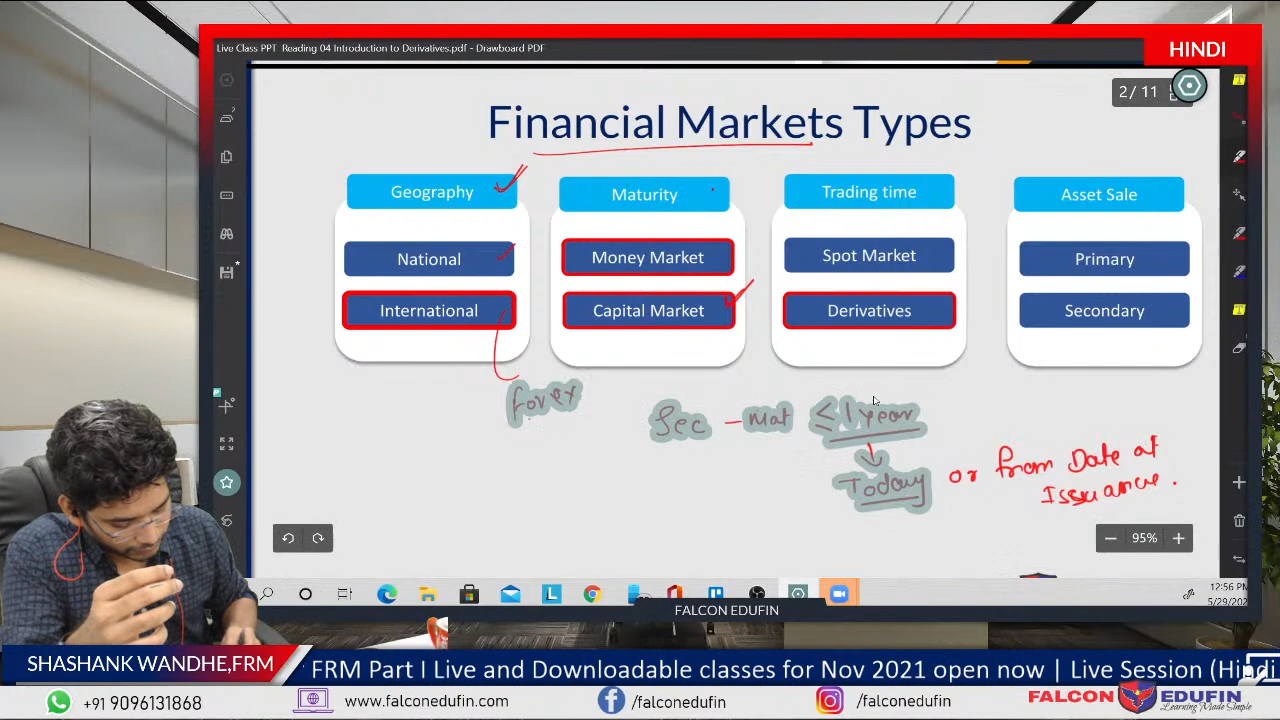 Live Class PPT Reading 04 Introduction to Derivatives.pdf - Drawboard PDF
HINDI
2 / 11
Financial Markets Types
Geography
Maturity
Trading time
Asset Sale
National
Money Market
Spot Market
Primary
International
Capital Market
Derivatives
Secondary
forex
Sec – mat ≤ 1 year
Today or from Date of
Issuance.
95%
12:56 PM
5/29/202
FALCON EDUFIN
SHASHANK WANDHE,FRM
FRM Part I Live and Downloadable classes for Nov 2021 open now | Live Session (Hindi
+91 9096131868
www.falconedufin.com
/falconedufin
/falconedufin
FALCON EDUFIN
Learning Made Simple